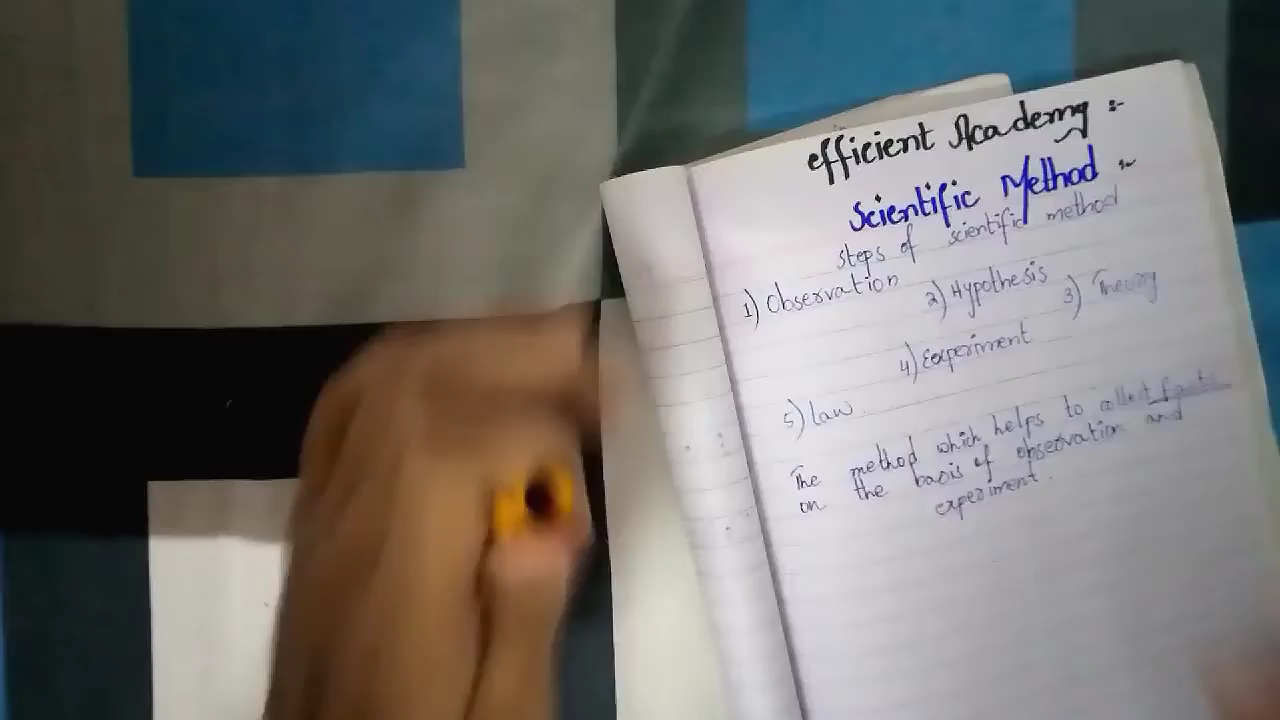 efficient Academy :-
Scientific Method :-
steps of scientific method
1) Observation 2) Hypothesis 3) Theory
4) Experiment
5) Law.
The method which helps to collect facts
on the basis of observation and
experiment.